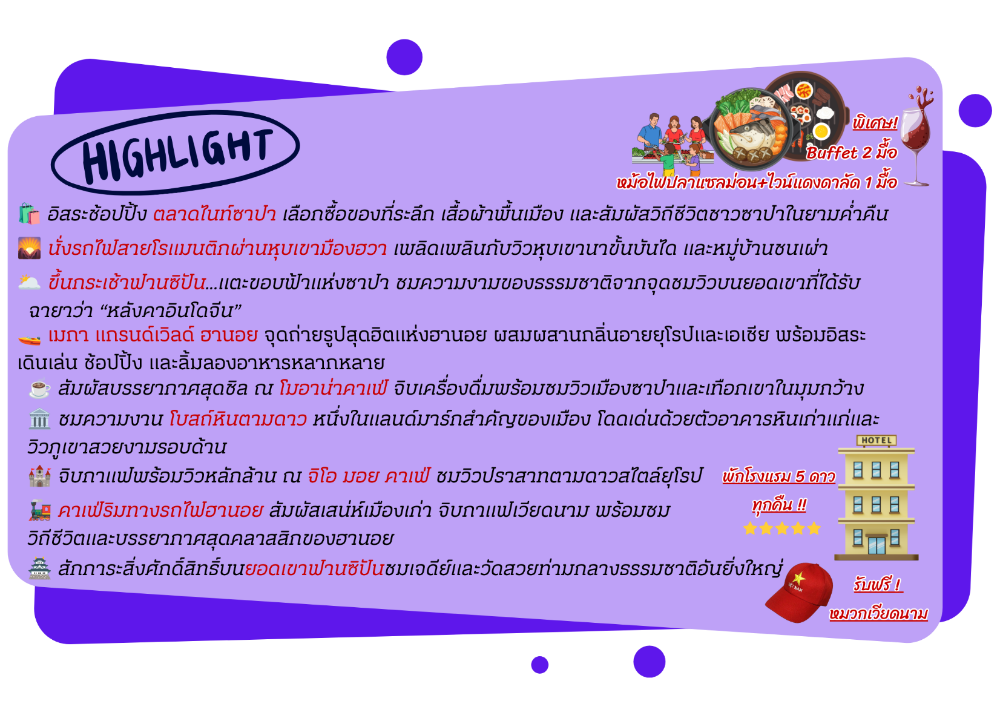 HIGHLIGHT
พิเศษ!
Buffet 2 มื้อ
หม้อไฟปลาแซลม่อน+ไวน์แดงดาลัด 1 มื้อ
อิสระช้อปปิ้ง ตลาดไนท์ซาปา เลือกซื้อของที่ระลึก เสื้อผ้าพื้นเมือง และสัมผัสวิถีชีวิตชาวซาปาในยามค่ำคืน
นั่งรถไฟสายโรแมนติกผ่านหุบเขามืองฮวา เพลิดเพลินกับวิวหุบเขานาขั้นบันได และหมู่บ้านชนเผ่า
ขึ้นกระเช้าฟานซิปัน...แตะขอบฟ้าแห่งซาปา ชมความงามของธรรมชาติจากจุดชมวิวบนยอดเขาที่ได้รับ
ฉายาว่า “หลังคาอินโดจีน”
เมกา แกรนด์เวิลด์ ฮานอย จุดถ่ายรูปสุดฮิตแห่งฮานอย ผสมผสานกลิ่นอายยุโรปและเอเชีย พร้อมอิสระ
เดินเล่น ช้อปปิ้ง และลิ้มลองอาหารหลากหลาย
สัมผัสบรรยากาศสุดชิล ณ โมอาน่าคาเฟ่ จิบเครื่องดื่มพร้อมชมวิวเมืองซาปาและเทือกเขาในมุมกว้าง
ชมความงาน โบสถ์หินตามดาว หนึ่งในแลนด์มาร์กสำคัญของเมือง โดดเด่นด้วยตัวอาคารหินเก่าแก่และ
วิวภูเขาสวยงามรอบด้าน
HOTEL
จิบกาแฟพร้อมวิวหลักล้าน ณ จิโอ มอย คาเฟ่ ชมวิวปราสาทตามดาวสไตล์ยุโรป
พักโรงแรม 5 ดาว
ทุกคืน !!
คาเฟ่ริมทางรถไฟฮานอย สัมผัสเสน่ห์เมืองเก่า จิบกาแฟเวียดนาม พร้อมชม
วิถีชีวิตและบรรยากาศสุดคลาสสิกของฮานอย
สักการะสิ่งศักดิ์สิทธิ์บนยอดเขาฟานซิปันชมเจดีย์และวัดสวยท่ามกลางธรรมชาติอันยิ่งใหญ่
VIỆT NAM
รับฟรี !
หมวกเวียดนาม